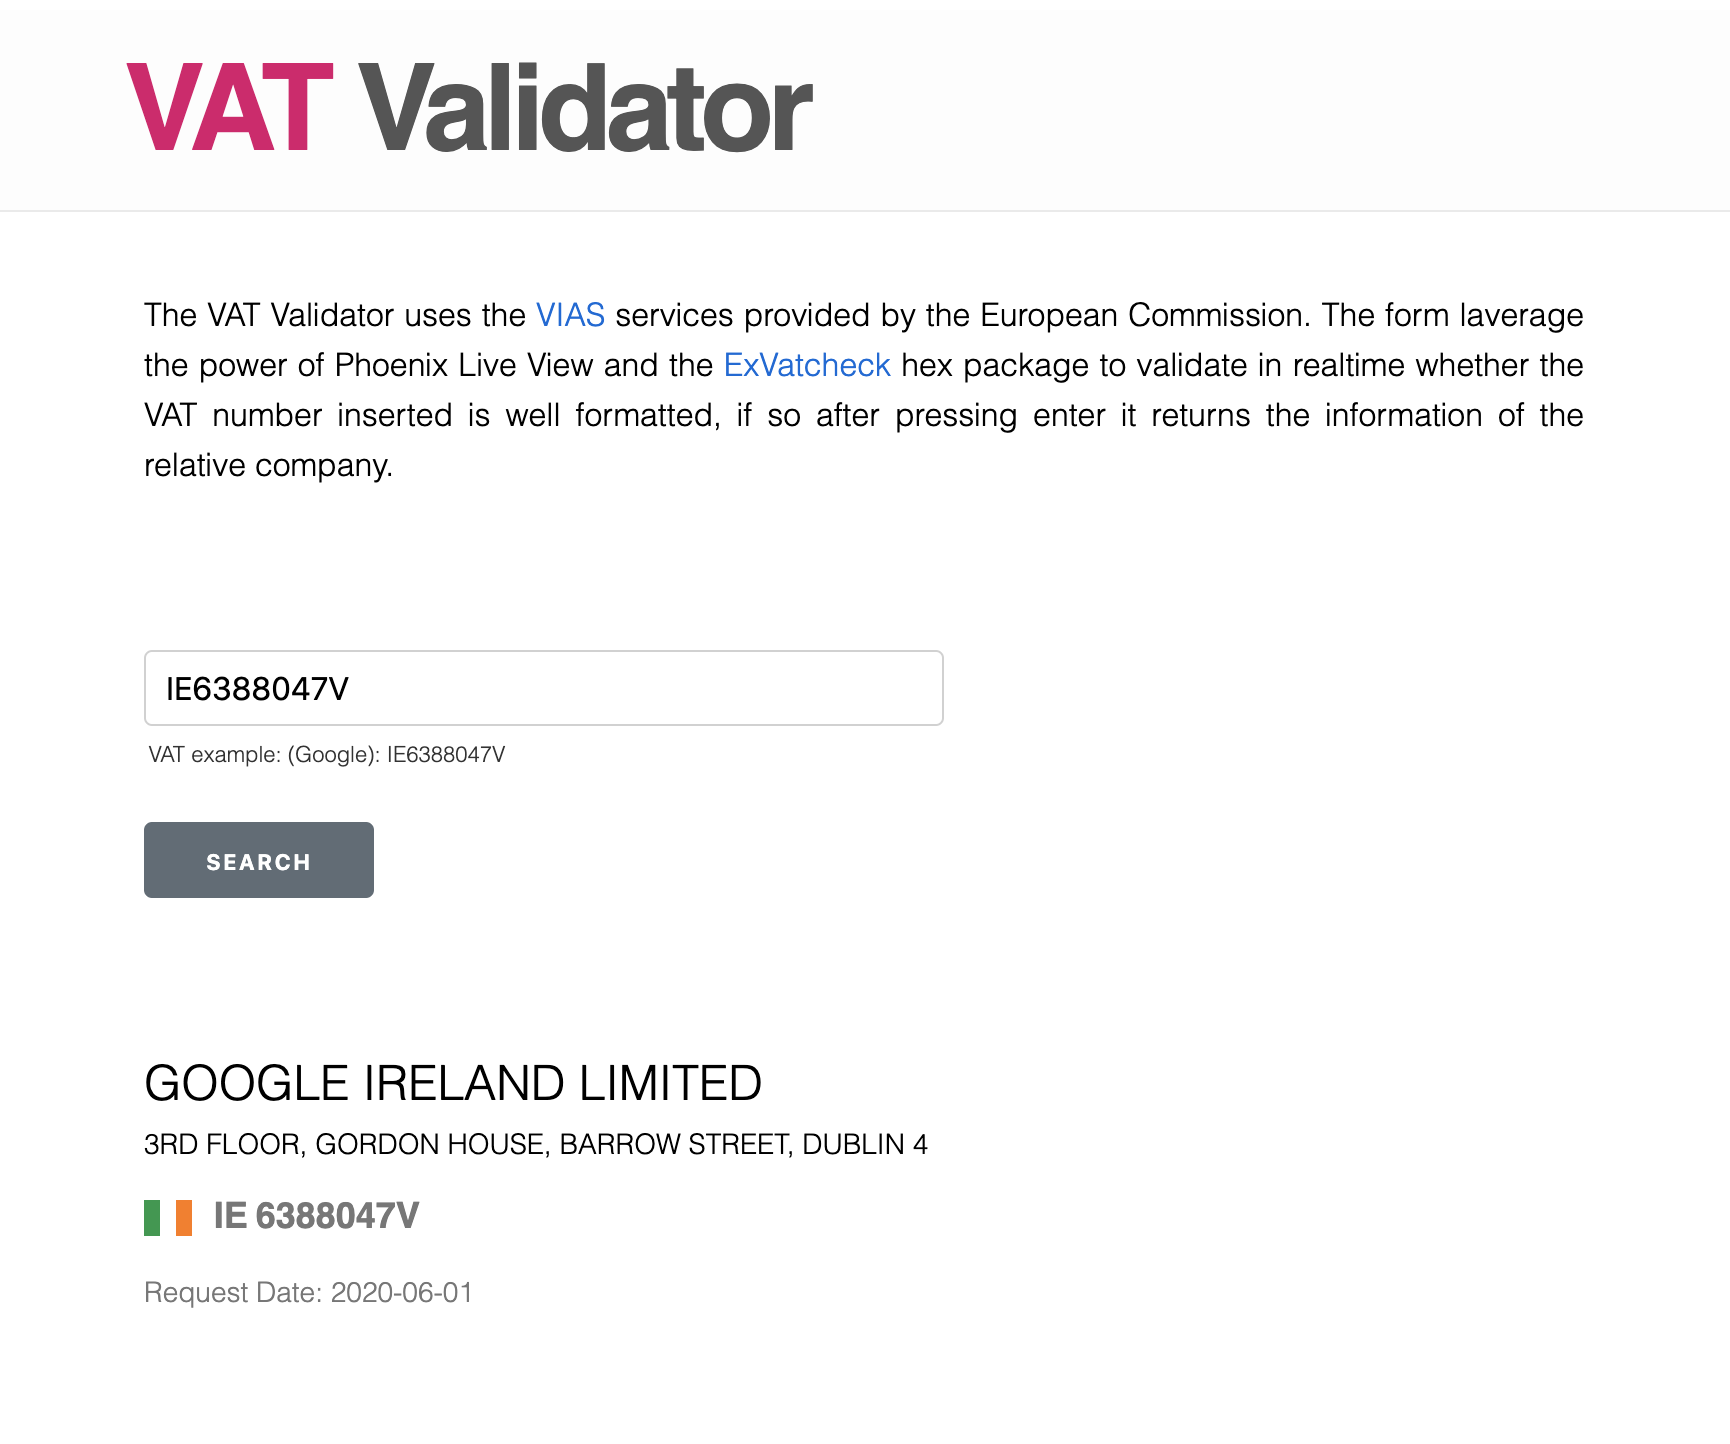 VAT Validator
The VAT Validator uses the VIAS services provided by the European Commission. The form laverage
the power of Phoenix Live View and the ExVatcheck hex package to validate in realtime whether the
VAT number inserted is well formatted, if so after pressing enter it returns the information of the
relative company.
IE6388047V
VAT example: (Google): IE6388047V
SEARCH
GOOGLE IRELAND LIMITED
3RD FLOOR, GORDON HOUSE, BARROW STREET, DUBLIN 4
IE 6388047V
Request Date: 2020-06-01